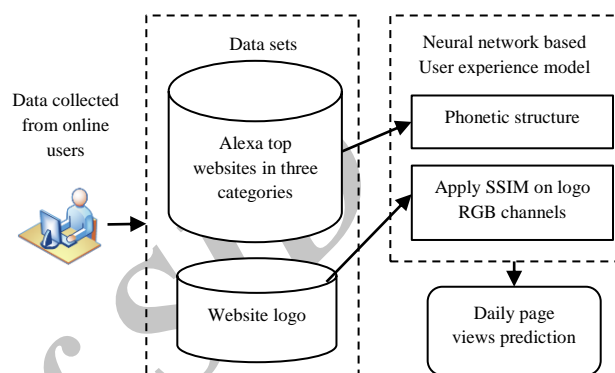 Data collected
from online
users
Data sets
Alexa top
websites in three
categories
Website logo
Neural network based
User experience model
Phonetic structure
Apply SSIM on logo
RGB channels
Daily page
views prediction